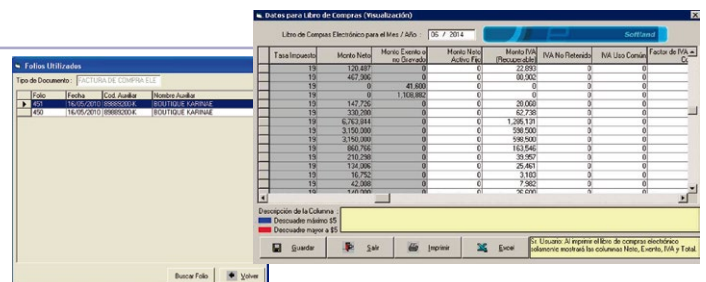 Datos para Libro de Compras (Visualización)
Libro de Compras Electrónico para el Mes / Año : 06 / 2014
Softland
Tasa Impuesto Monto Neto Monto Exento o no Gravado Monto Neto Activo Fijo Monto IVA (Recuperable) IVA No Retenido IVA Uso Común Factor de IVA
19 120,487 0 0 22,893 0 0
19 467,906 0 0 88,902 0 0
19 0 41,600 0 0 0 0
19 0 1,108,882 0 0 0 0
19 147,726 0 0 28,068 0 0
19 330,200 0 0 62,738 0 0
19 6,763,844 0 0 1,285,131 0 0
19 3,150,000 0 0 598,500 0 0
19 3,150,000 0 0 598,500 0 0
19 860,766 0 0 163,546 0 0
19 210,298 0 0 39,957 0 0
19 134,006 0 0 25,461 0 0
19 16,752 0 0 3,183 0 0
19 42,008 0 0 7,982 0 0
19 140,000 0 0 26,600 0 0
Descripción de la Columna :
Descuadre máximo $5
Descuadre mayor a $5
Guardar Salir Imprimir Excel
Sr. Usuario: Al imprimir el libro de compras electrónico
solamente mostrará las columnas Neto, Exento, IVA y Total.
Folios Utilizados
Tipo de Documento : FACTURA DE COMPRA ELE
Folio Fecha Cod. Auxiliar Nombre Auxiliar
451 16/05/2010 89889200-K BOUTIQUE KARINAE
450 16/05/2010 89889200-K BOUTIQUE KARINAE
Buscar Folio Volver